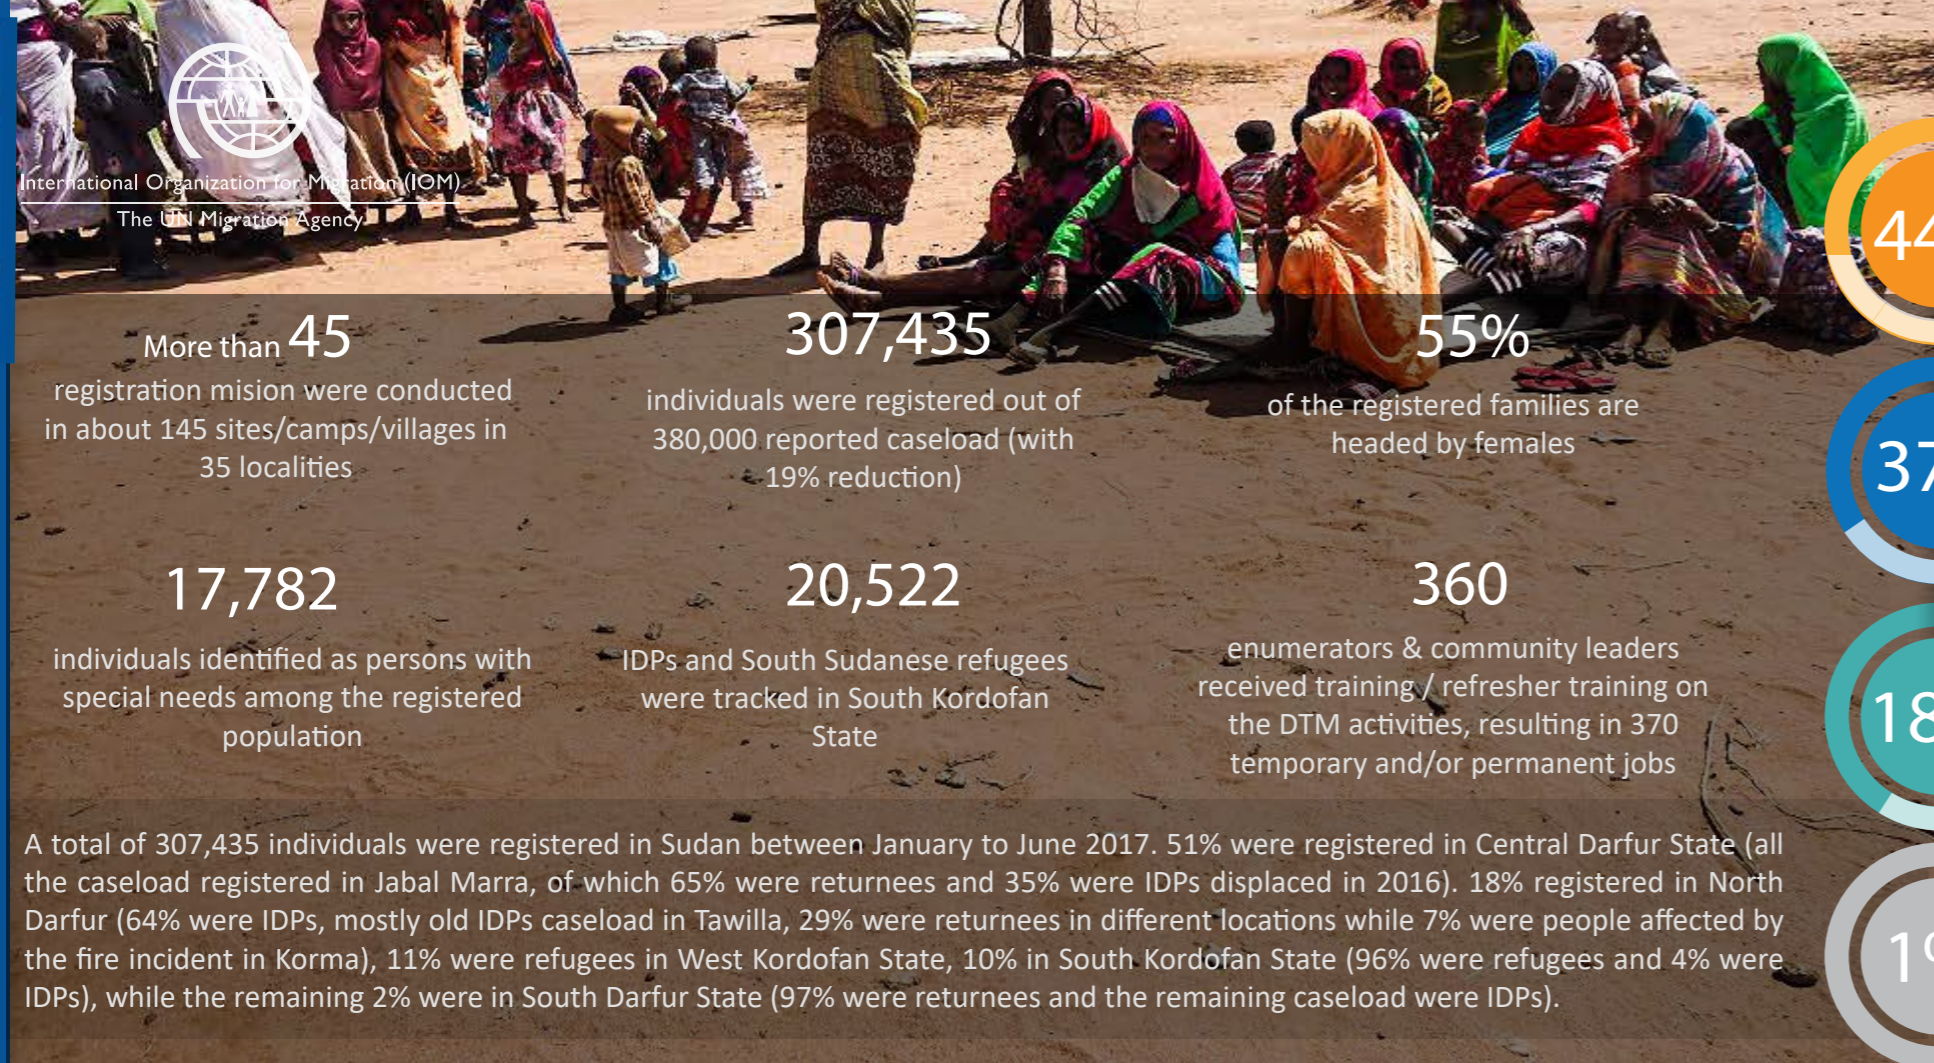 International Organization for Migration (IOM)
The UN Migration Agency
More than 45
registration mision were conducted
in about 145 sites/camps/villages in
35 localities
307,435
individuals were registered out of
380,000 reported caseload (with
19% reduction)
55%
of the registered families are
headed by females
17,782
individuals identified as persons with
special needs among the registered
population
20,522
IDPs and South Sudanese refugees
were tracked in South Kordofan
State
360
enumerators & community leaders
received training / refresher training on
the DTM activities, resulting in 370
temporary and/or permanent jobs
A total of 307,435 individuals were registered in Sudan between January to June 2017. 51% were registered in Central Darfur State (all
the caseload registered in Jabal Marra, of which 65% were returnees and 35% were IDPs displaced in 2016). 18% registered in North
Darfur (64% were IDPs, mostly old IDPs caseload in Tawilla, 29% were returnees in different locations while 7% were people affected by
the fire incident in Korma), 11% were refugees in West Kordofan State, 10% in South Kordofan State (96% were refugees and 4% were
IDPs), while the remaining 2% were in South Darfur State (97% were returnees and the remaining caseload were IDPs).
44
37
18
1